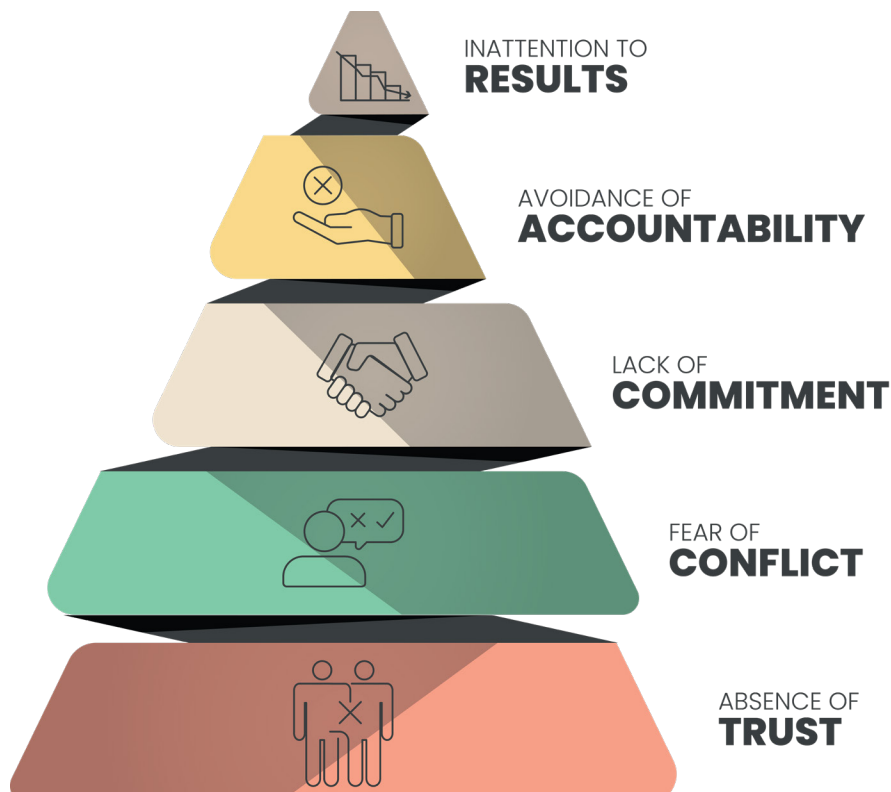 INATTENTION TO
RESULTS
AVOIDANCE OF
ACCOUNTABILITY
LACK OF
COMMITMENT
FEAR OF
CONFLICT
ABSENCE OF
TRUST